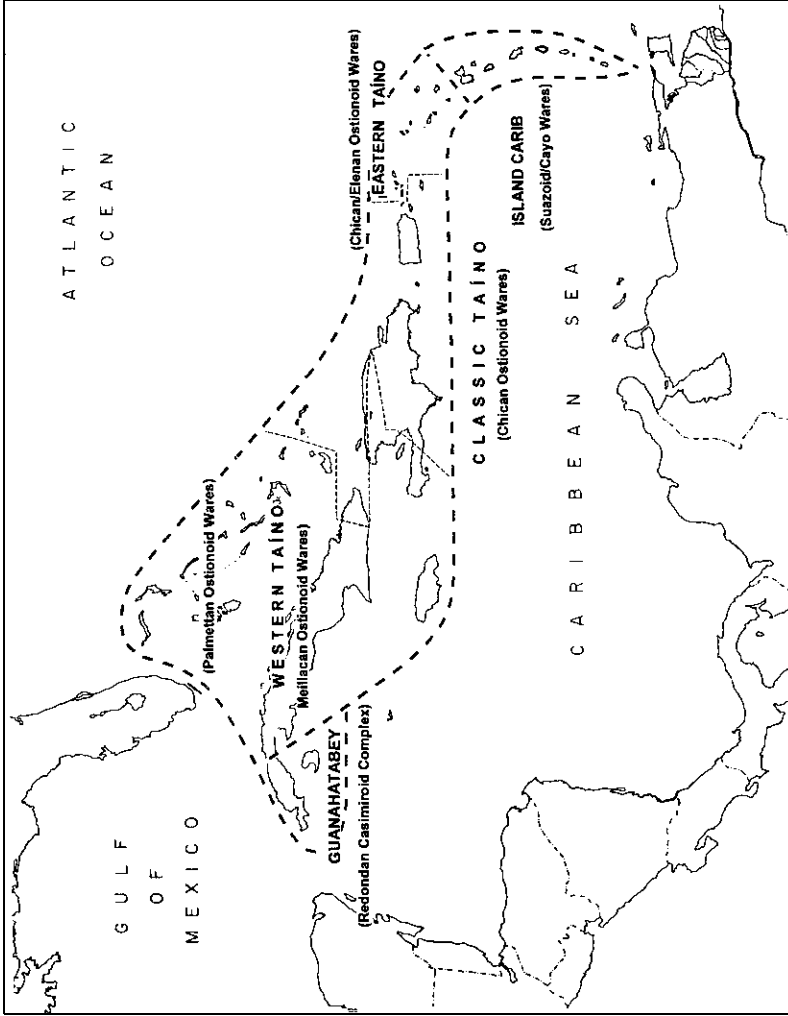 ATLANTIC
OCEAN
GULF
OF
MEXICO
(Palmettan Ostionoid Wares)
WESTERN TAÍNO
Meillacan Ostionoid Wares)
GUANAHATABEY
(Redondan Casimiroid Complex)
(Chican/Elenan Ostionoid Wares)
EASTERN TAÍNO
CLASSIC TAÍNO
(Chican Ostionoid Wares)
ISLAND CARIB
(Suazoid/Cayo Wares)
CARIBBEAN SEA